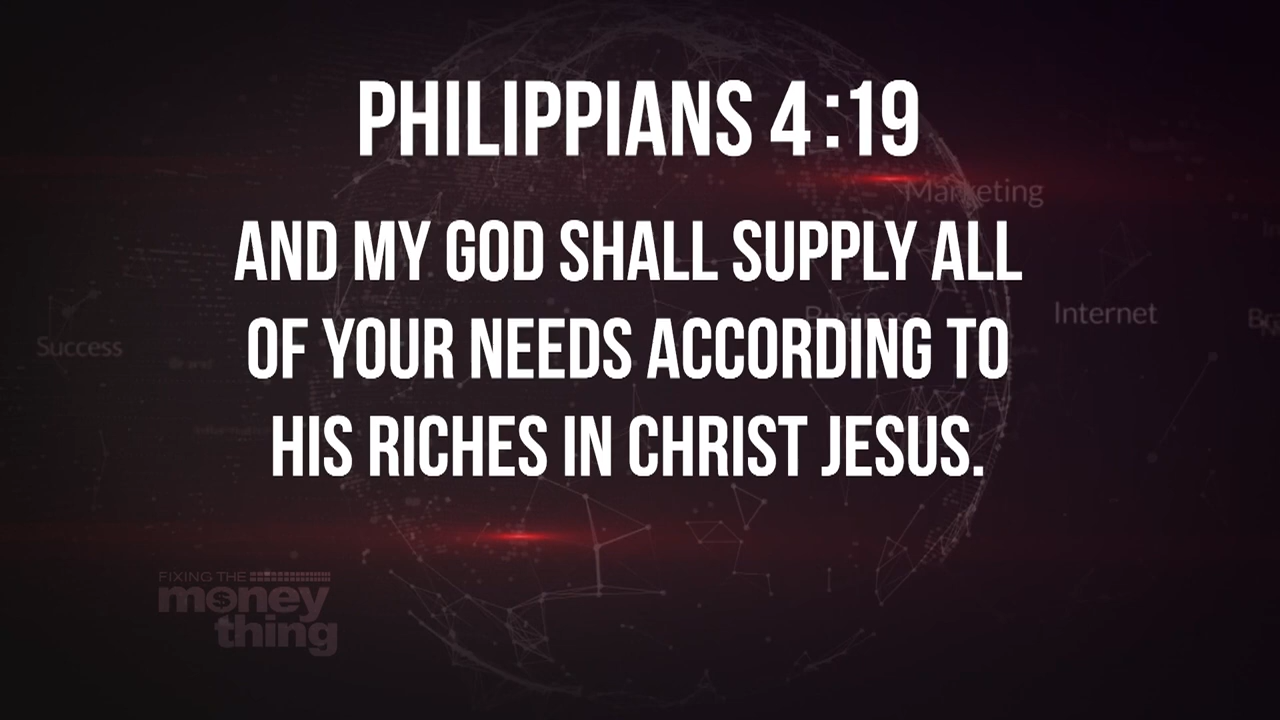 PHILIPPIANS 4:19
Marketing
AND MY GOD SHALL SUPPLY ALL
Business
Internet
OF YOUR NEEDS ACCORDING TO
Success
HIS RICHES IN CHRIST JESUS.
FIXING THE
money
thing